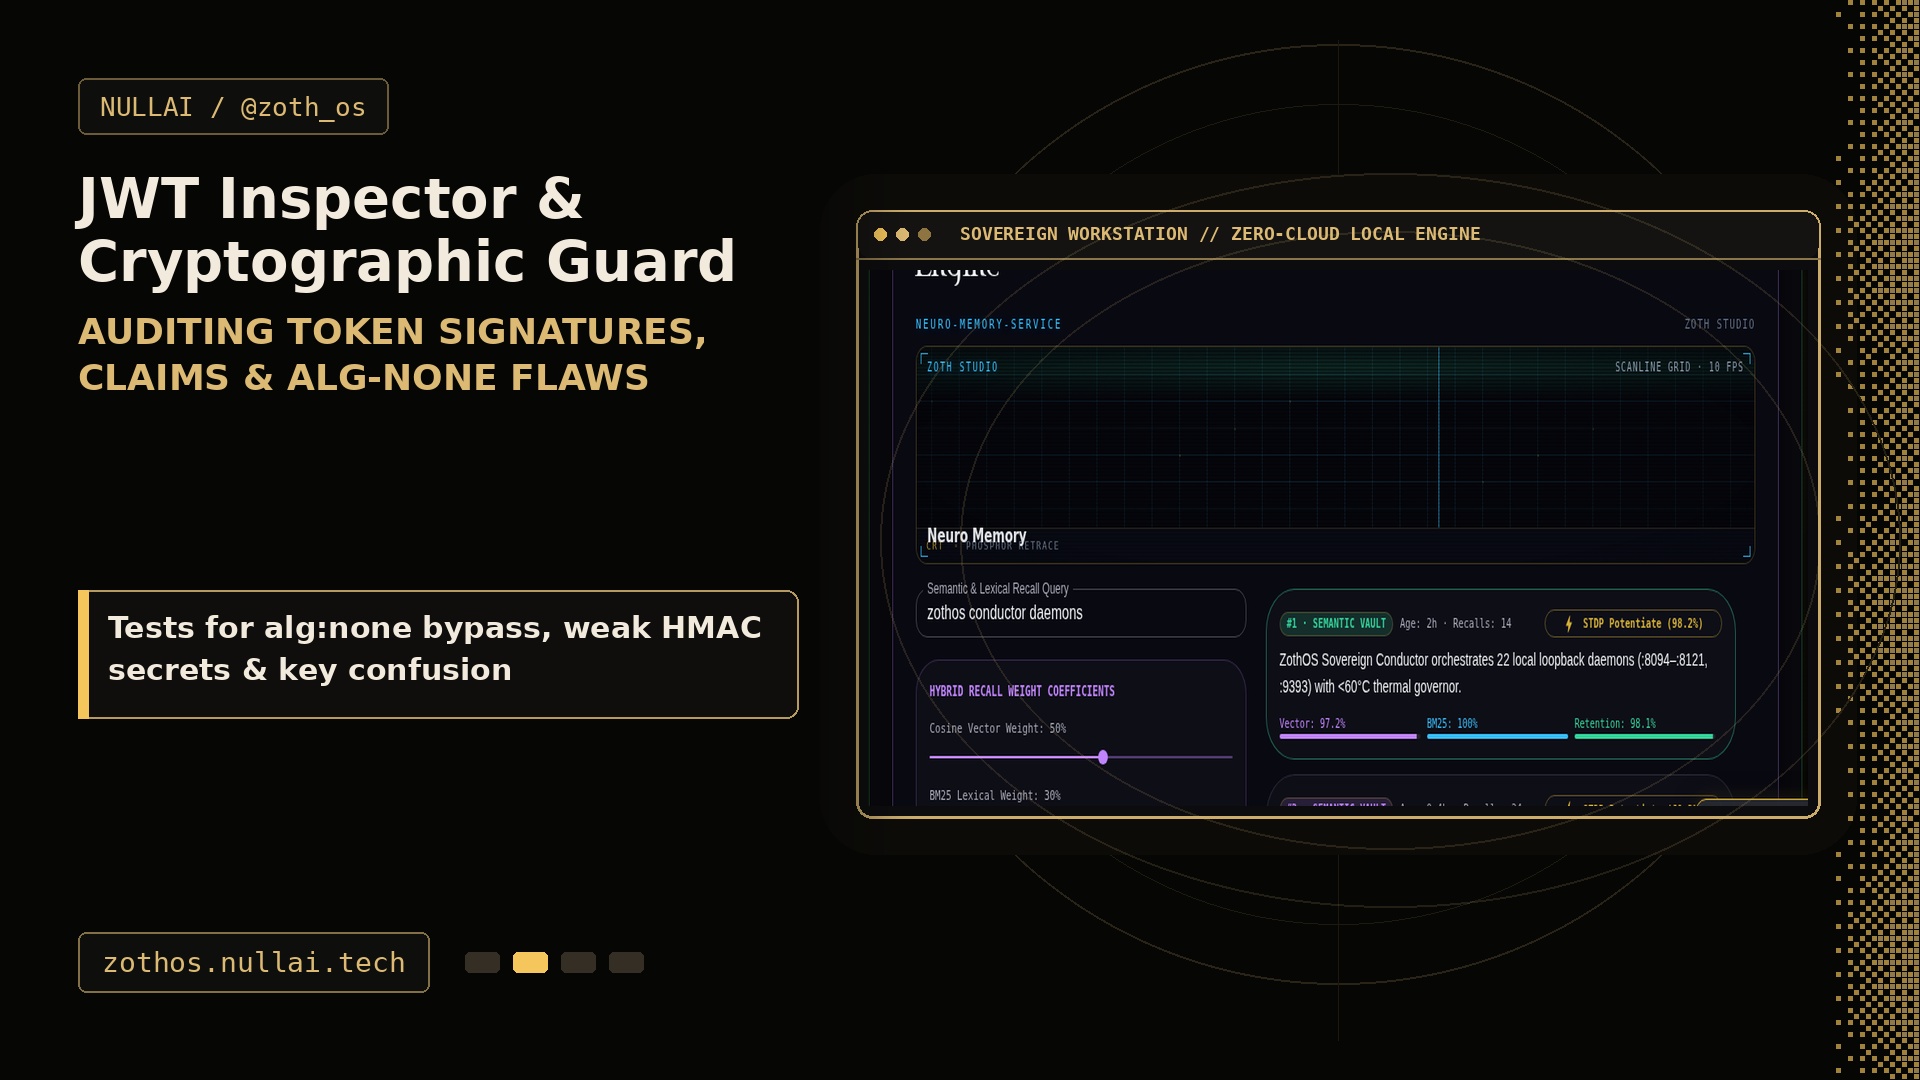 NULLAI / @zoth_os
JWT Inspector &
Cryptographic Guard
AUDITING TOKEN SIGNATURES,
CLAIMS & ALG-NONE FLAWS
Tests for alg:none bypass, weak HMAC
secrets & key confusion
zothos.nullai.tech
SOVEREIGN WORKSTATION // ZERO-CLOUD LOCAL ENGINE
Engine
NEURO-MEMORY-SERVICE
ZOTH STUDIO
ZOTH STUDIO
SCANLINE GRID · 10 FPS
Neuro Memory
CRT · PHOSPHOR RETRACE
Semantic & Lexical Recall Query
zothos conductor daemons
HYBRID RECALL WEIGHT COEFFICIENTS
Cosine Vector Weight: 50%
BM25 Lexical Weight: 30%
#1 · SEMANTIC VAULT Age: 2h · Recalls: 14 STDP Potentiate (98.2%)
ZothOS Sovereign Conductor orchestrates 22 local loopback daemons (:8094–:8121,
:9393) with <60°C thermal governor.
Vector: 97.2% BM25: 100% Retention: 98.1%